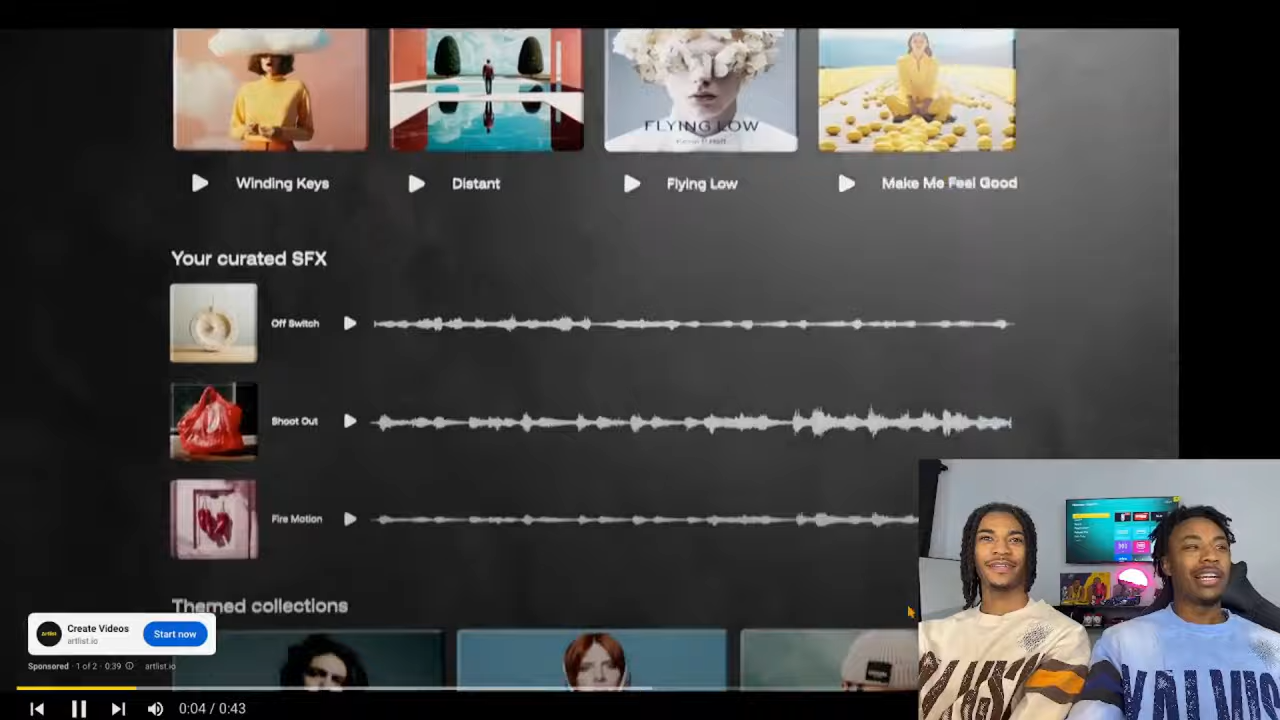 FLYING LOW
Winding Keys
Distant
Flying Low
Make Me Feel Good
Your curated SFX
Off Switch
Shoot Out
Fire Motion
Themed collections
Artlist
Create Videos
artlist.io
Start now
Sponsored · 1 of 2 · 0:39 artlist.io
0:04 / 0:43